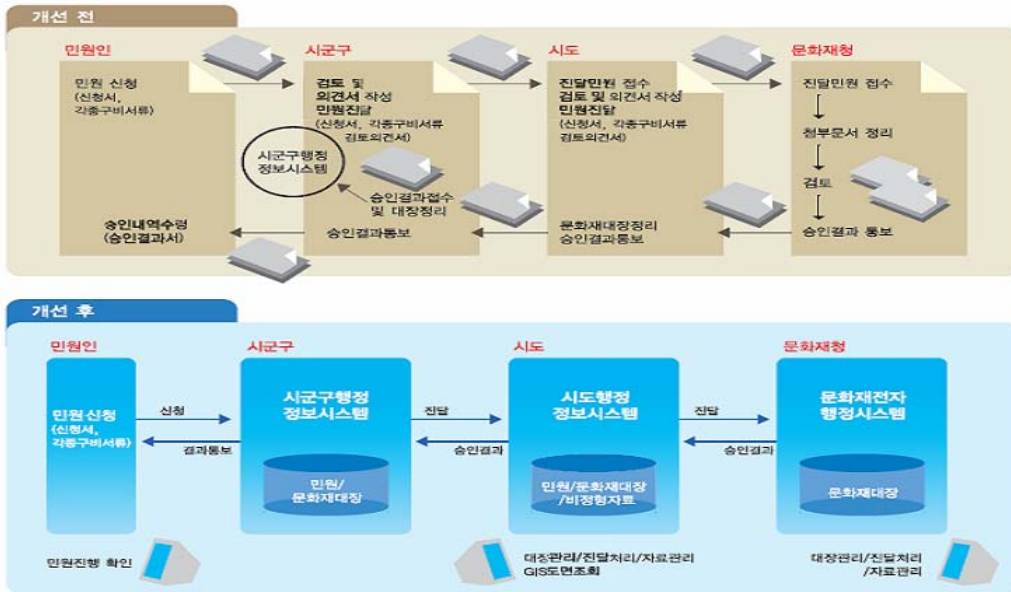 개선 전
민원인
시군구
시도
문화재청
민원 신청
(신청서,
각종구비서류)
검토 및
의견서 작성
민원진달
(신청서, 각종구비서류
검토의견서)
진달민원 접수
검토 및 의견서 작성
민원진달
(신청서, 각종구비서류
검토의견서)
진달민원 접수
첨부문서 정리
검토
승인결과 통보
시군구행정
정보시스템
승인결과접수
및 대장정리
승인내역수령
(승인결과서)
승인결과통보
문화재대장정리
승인결과통보
개선 후
민원인
시군구
시도
문화재청
민원신청
(신청서,
각종구비서류)
신청
결과통보
시군구행정
정보시스템
민원/
문화재대장
진달
승인결과
시도행정
정보시스템
민원/문화재대장
/비정형자료
진달
승인결과
문화재전자
행정시스템
문화재대장
민원진행 확인
대장관리/진달처리/자료관리
GIS도면조회
대장관리/진달처리
/자료관리